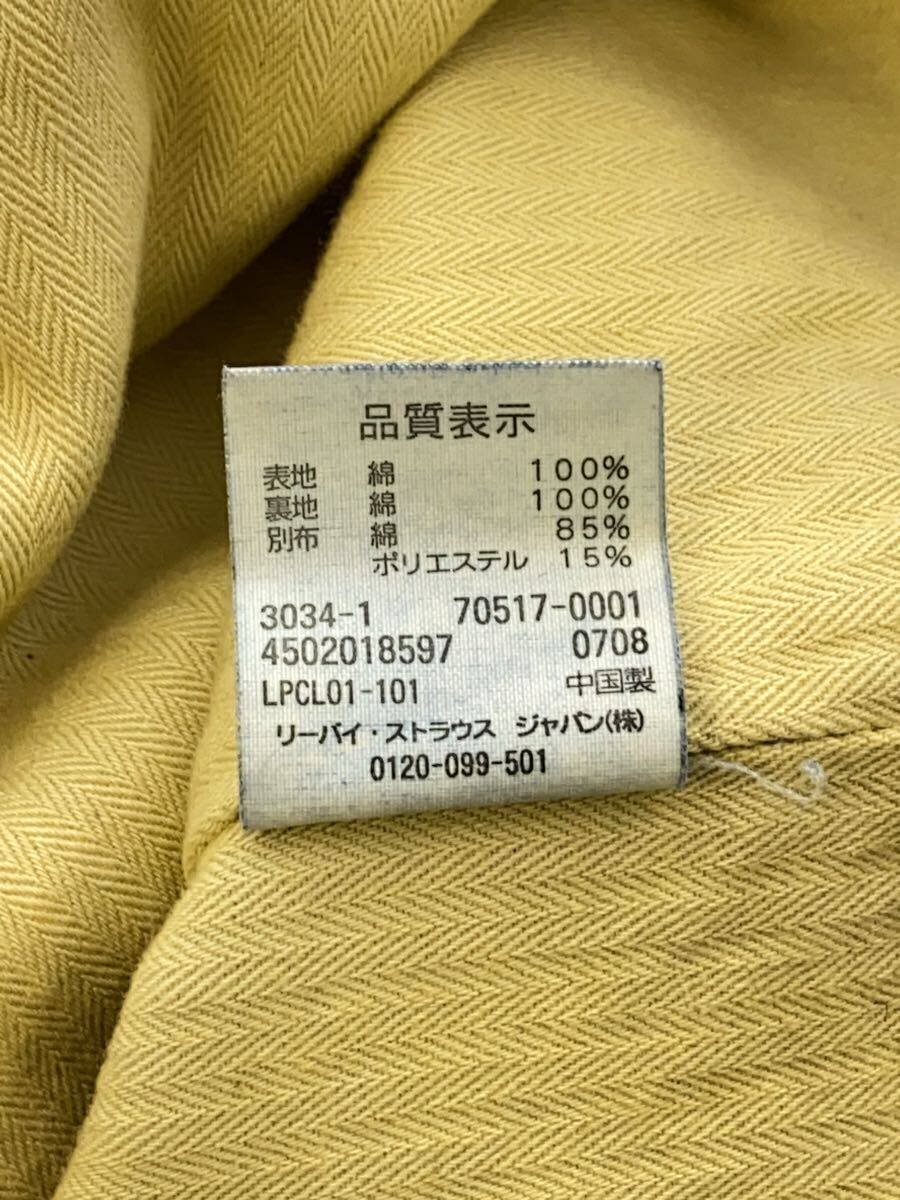 品質表示
表地 綿 100%
裏地 綿 100%
別布 綿 85%
ポリエステル 15%
3034-1 70517-0001
4502018597 0708
LPCL01-101 中国製
リーバイ・ストラウス ジャパン(株)
0120-099-501